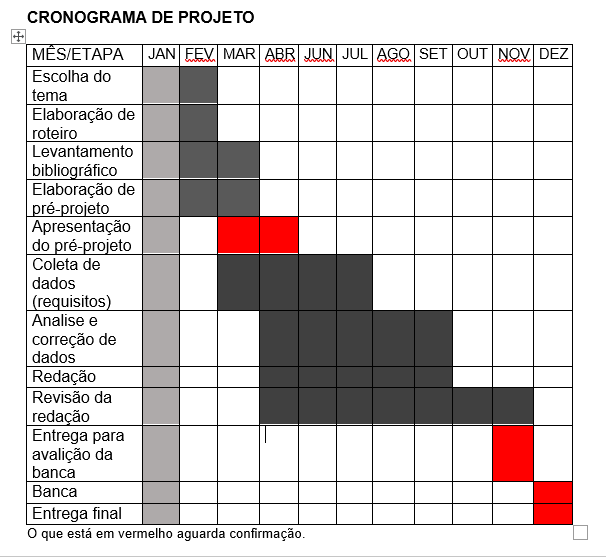 CRONOGRAMA DE PROJETO
MÊS/ETAPA JAN FEV MAR ABR JUN JUL AGO SET OUT NOV DEZ
Escolha do
tema
Elaboração de
roteiro
Levantamento
bibliográfico
Elaboração de
pré-projeto
Apresentação
do pré-projeto
Coleta de
dados
(requisitos)
Analise e
correção de
dados
Redação
Revisão da
redação
Entrega para
avalição da
banca
Banca
Entrega final
O que está em vermelho aguarda confirmação.